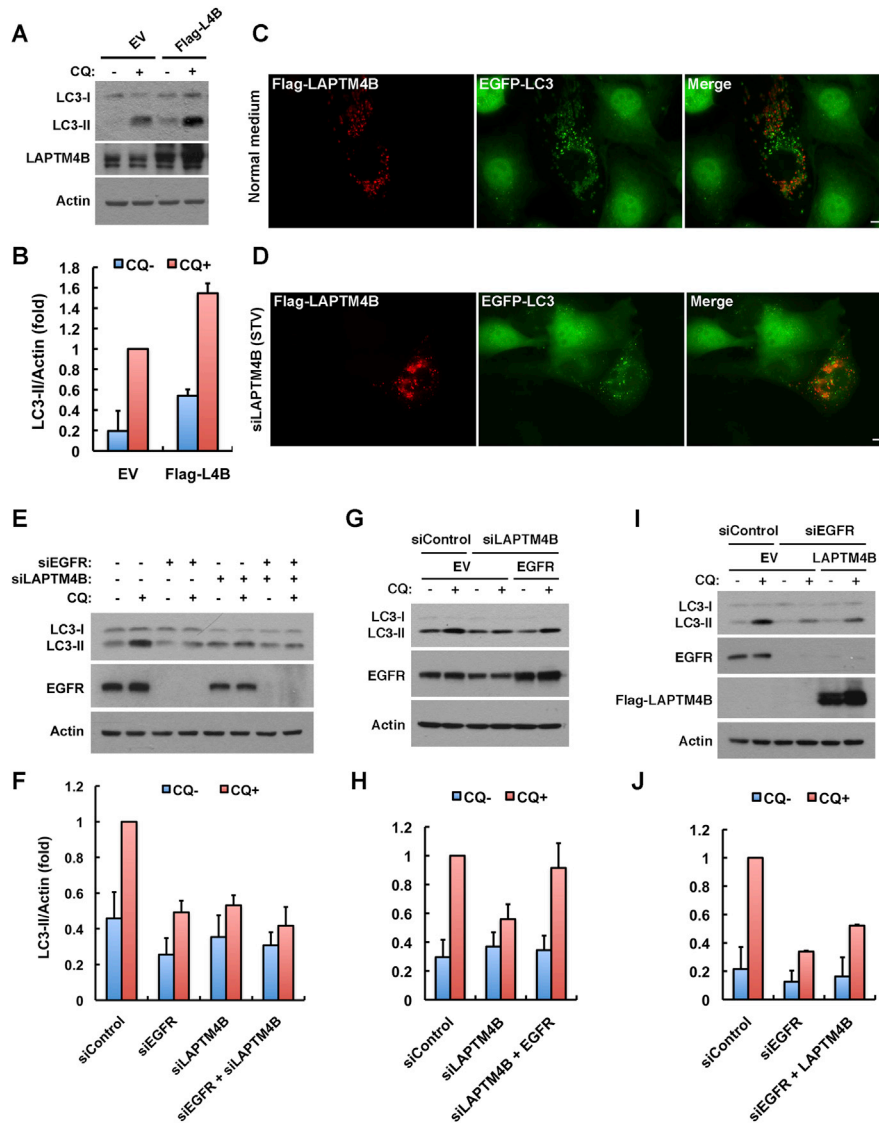 A
EV
Flag-L4B
CQ: - + - +
LC3-I
LC3-II
LAPTM4B
Actin
B
CQ- CQ+
LC3-II/Actin (fold)
1.8
1.6
1.4
1.2
1
0.8
0.6
0.4
0.2
0
EV Flag-L4B
C
Normal medium
Flag-LAPTM4B EGFP-LC3 Merge
D
siLAPTM4B (STV)
Flag-LAPTM4B EGFP-LC3 Merge
E
siEGFR: - - + + - - + +
siLAPTM4B: - - - - + + + +
CQ: - + - + - + - +
LC3-I
LC3-II
EGFR
Actin
F
CQ- CQ+
LC3-II/Actin (fold)
1.2
1
0.8
0.6
0.4
0.2
0
siControl
siEGFR
siLAPTM4B
siEGFR + siLAPTM4B
G
siControl siLAPTM4B
EV EGFR
CQ: - + - + - +
LC3-I
LC3-II
EGFR
Actin
H
CQ- CQ+
1.2
1
0.8
0.6
0.4
0.2
0
siControl
siLAPTM4B
siLAPTM4B + EGFR
I
siControl siEGFR
EV LAPTM4B
CQ: - + - + - +
LC3-I
LC3-II
EGFR
Flag-LAPTM4B
Actin
J
CQ- CQ+
1.2
1
0.8
0.6
0.4
0.2
0
siControl
siEGFR
siEGFR + LAPTM4B